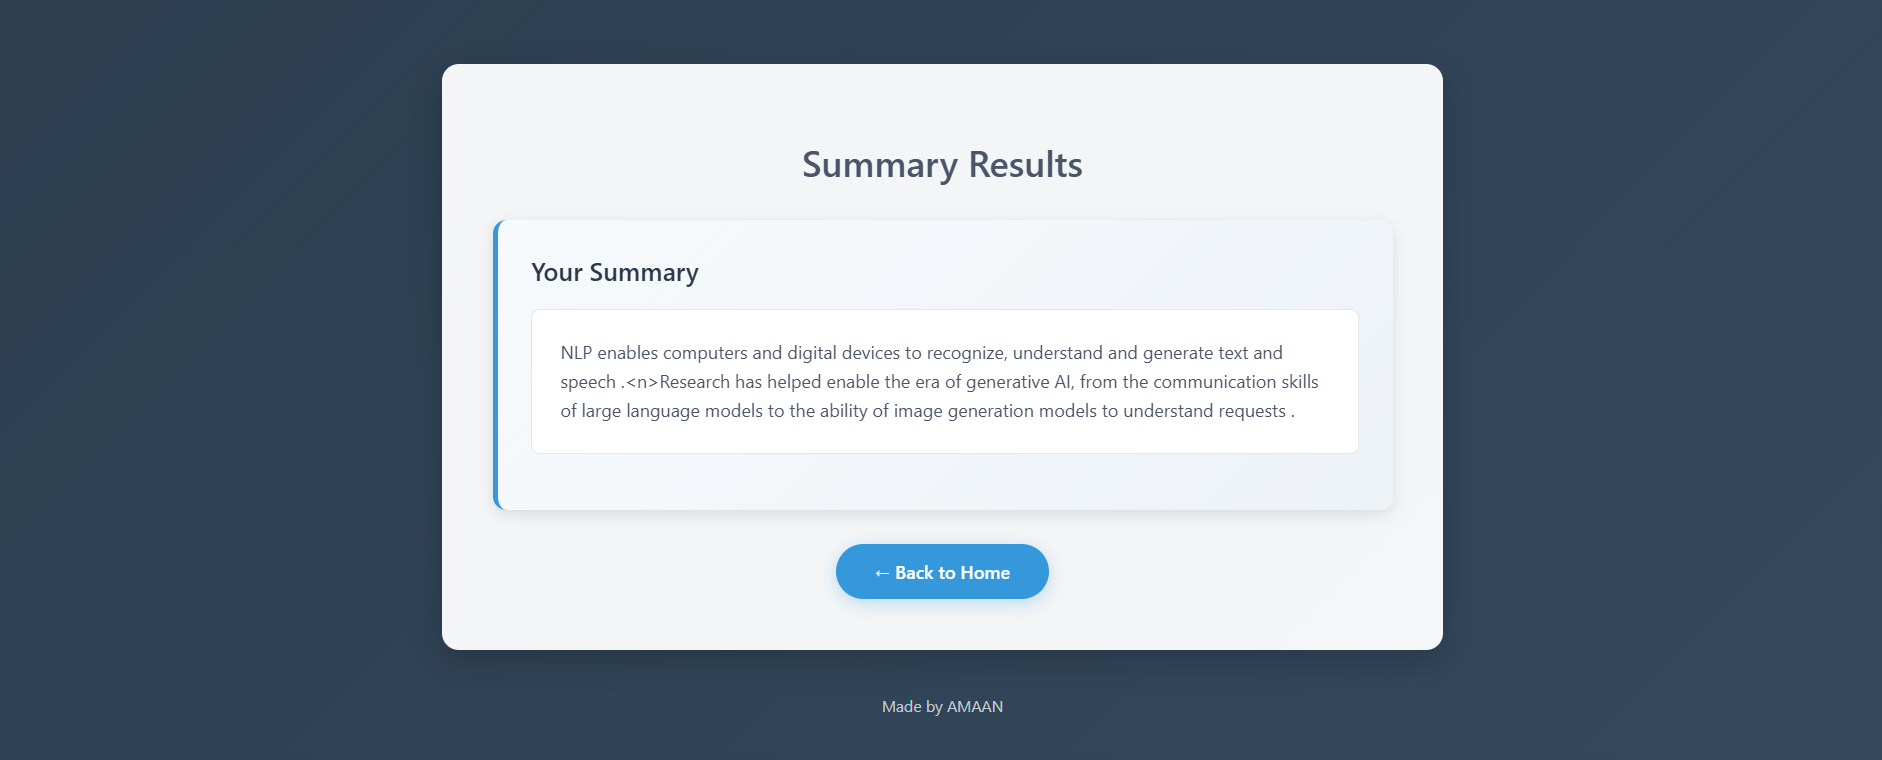 Summary Results
Your Summary
NLP enables computers and digital devices to recognize, understand and generate text and
speech .<n>Research has helped enable the era of generative AI, from the communication skills
of large language models to the ability of image generation models to understand requests .
← Back to Home
Made by AMAAN